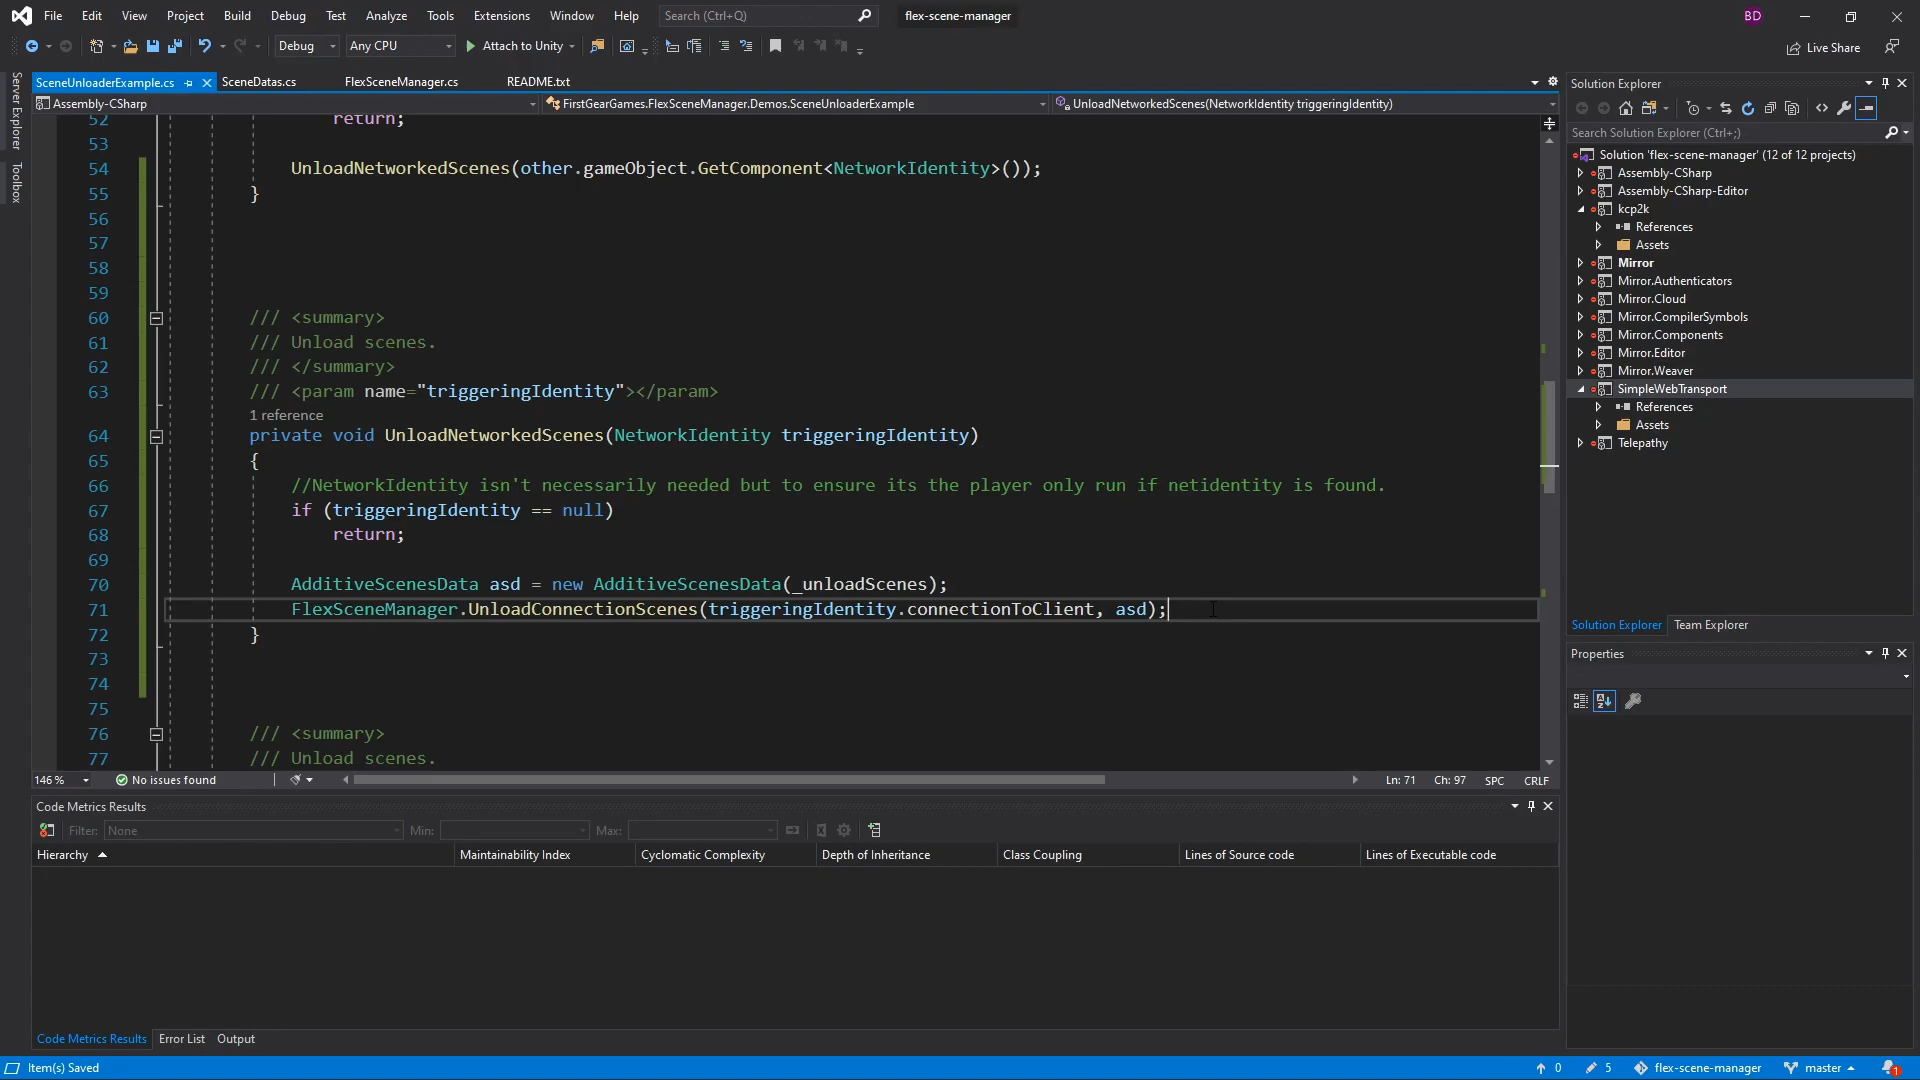 File Edit View Project Build Debug Test Analyze Tools Extensions Window Help Search (Ctrl+Q) flex-scene-manager BD
Debug Any CPU Attach to Unity Live Share
SceneUnloaderExample.cs SceneDatas.cs FlexSceneManager.cs README.txt
Assembly-CSharp FirstGearGames.FlexSceneManager.Demos.SceneUnloaderExample UnloadNetworkedScenes(NetworkIdentity triggeringIdentity)
Server Explorer
Toolbox
52 return;
53
54 UnloadNetworkedScenes(other.gameObject.GetComponent<NetworkIdentity>());
55 }
56
57
58
59
60 /// <summary>
61 /// Unload scenes.
62 /// </summary>
63 /// <param name="triggeringIdentity"></param>
1 reference
64 private void UnloadNetworkedScenes(NetworkIdentity triggeringIdentity)
65 {
66 //NetworkIdentity isn't necessarily needed but to ensure its the player only run if netidentity is found.
67 if (triggeringIdentity == null)
68 return;
69
70 AdditiveScenesData asd = new AdditiveScenesData(_unloadScenes);
71 FlexSceneManager.UnloadConnectionScenes(triggeringIdentity.connectionToClient, asd);
72 }
73
74
75
76 /// <summary>
77 /// Unload scenes.
146 % No issues found Ln: 71 Ch: 97 SPC CRLF
Code Metrics Results
Filter: None Min: Max:
Hierarchy Maintainability Index Cyclomatic Complexity Depth of Inheritance Class Coupling Lines of Source code Lines of Executable code
Code Metrics Results Error List Output
Solution Explorer
Search Solution Explorer (Ctrl+;)
Solution 'flex-scene-manager' (12 of 12 projects)
Assembly-CSharp
Assembly-CSharp-Editor
kcp2k
References
Assets
Mirror
Mirror.Authenticators
Mirror.Cloud
Mirror.CompilerSymbols
Mirror.Components
Mirror.Editor
Mirror.Weaver
SimpleWebTransport
References
Assets
Telepathy
Solution Explorer Team Explorer
Properties
Item(s) Saved 0 5 flex-scene-manager master 1